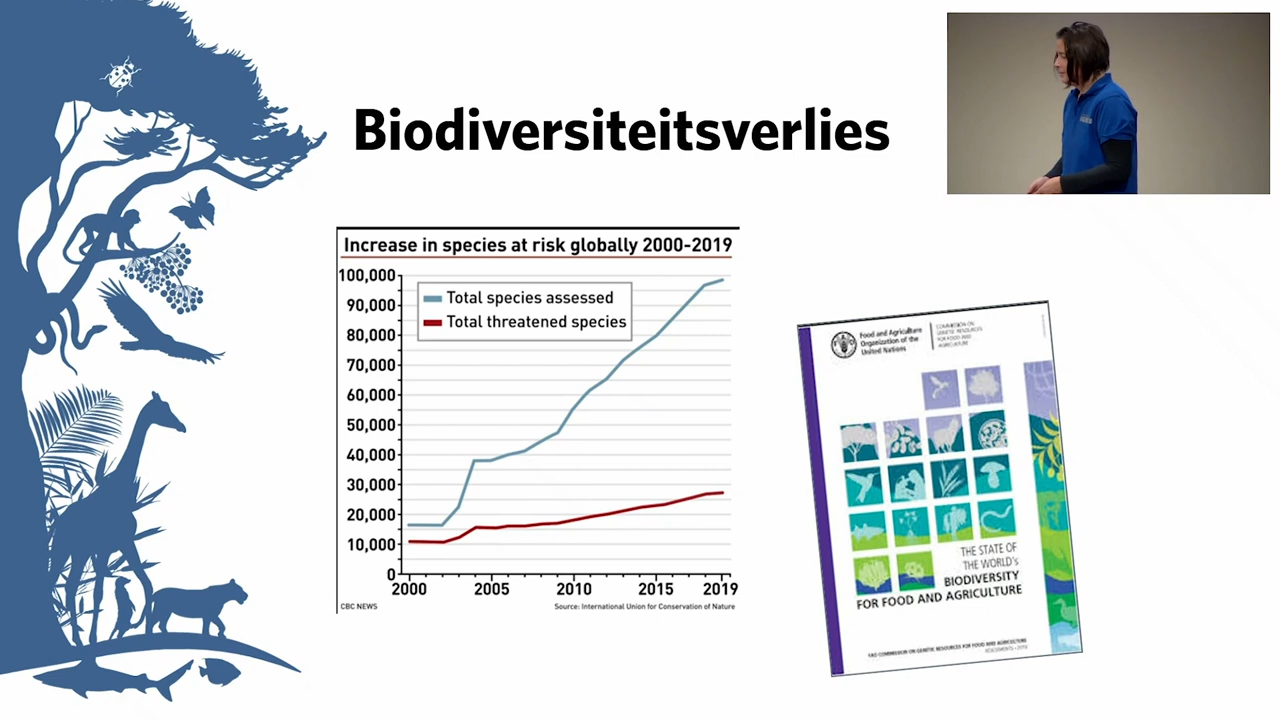 Biodiversiteitsverlies
Increase in species at risk globally 2000-2019
100,000
90,000
80,000
70,000
60,000
50,000
40,000
30,000
20,000
10,000
0
Total species assessed
Total threatened species
2000
2005
2010
2015
2019
CBC NEWS
Source: International Union for Conservation of Nature
Food and Agriculture
Organization of the
United Nations
COMMISSION ON
GENETIC RESOURCES
FOR FOOD AND
AGRICULTURE
THE STATE OF
THE WORLD's
BIODIVERSITY
FOR FOOD AND AGRICULTURE
FAO COMMISSION ON GENETIC RESOURCES FOR FOOD AND AGRICULTURE
ASSESSMENTS • 2019